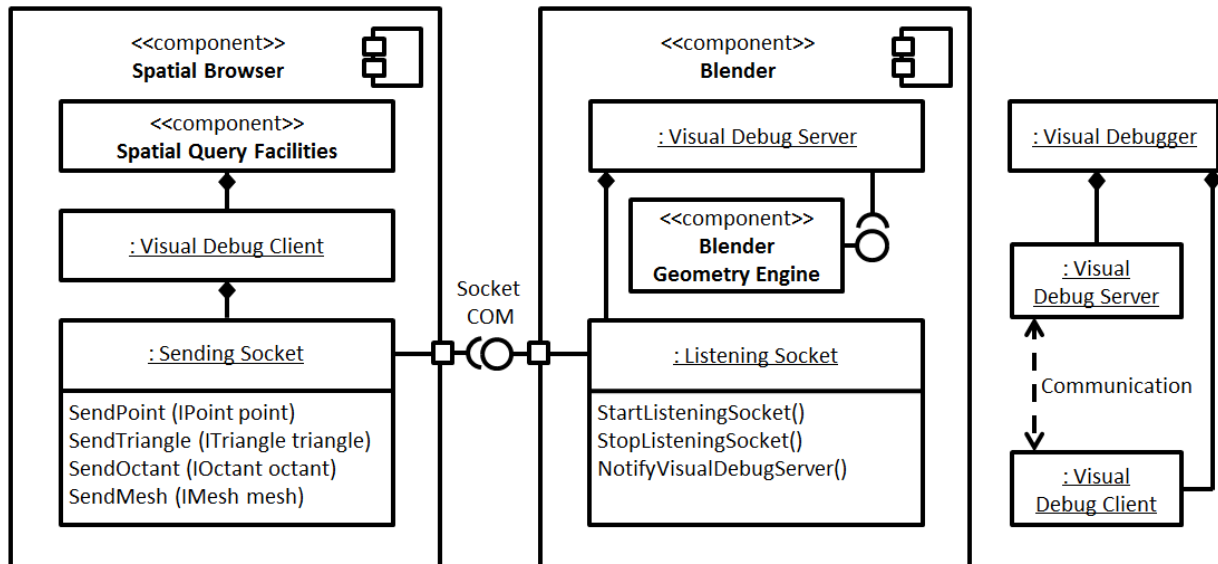 <<component>>
Spatial Browser
<<component>>
Spatial Query Facilities
: Visual Debug Client
: Sending Socket
SendPoint (IPoint point)
SendTriangle (ITriangle triangle)
SendOctant (IOctant octant)
SendMesh (IMesh mesh)
Socket
COM
<<component>>
Blender
: Visual Debug Server
<<component>>
Blender
Geometry Engine
: Listening Socket
StartListeningSocket()
StopListeningSocket()
NotifyVisualDebugServer()
: Visual Debugger
: Visual
Debug Server
Communication
: Visual
Debug Client